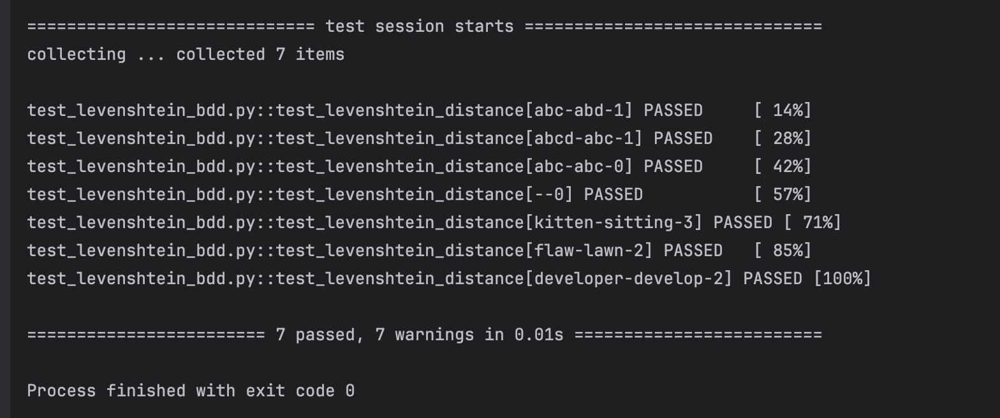 ============================= test session starts ==============================
collecting ... collected 7 items
test_levenshtein_bdd.py::test_levenshtein_distance[abc-abd-1] PASSED     [ 14%]
test_levenshtein_bdd.py::test_levenshtein_distance[abcd-abc-1] PASSED    [ 28%]
test_levenshtein_bdd.py::test_levenshtein_distance[abc-abc-0] PASSED     [ 42%]
test_levenshtein_bdd.py::test_levenshtein_distance[--0] PASSED           [ 57%]
test_levenshtein_bdd.py::test_levenshtein_distance[kitten-sitting-3] PASSED [ 71%]
test_levenshtein_bdd.py::test_levenshtein_distance[flaw-lawn-2] PASSED   [ 85%]
test_levenshtein_bdd.py::test_levenshtein_distance[developer-develop-2] PASSED [100%]
======================== 7 passed, 7 warnings in 0.01s =========================
Process finished with exit code 0